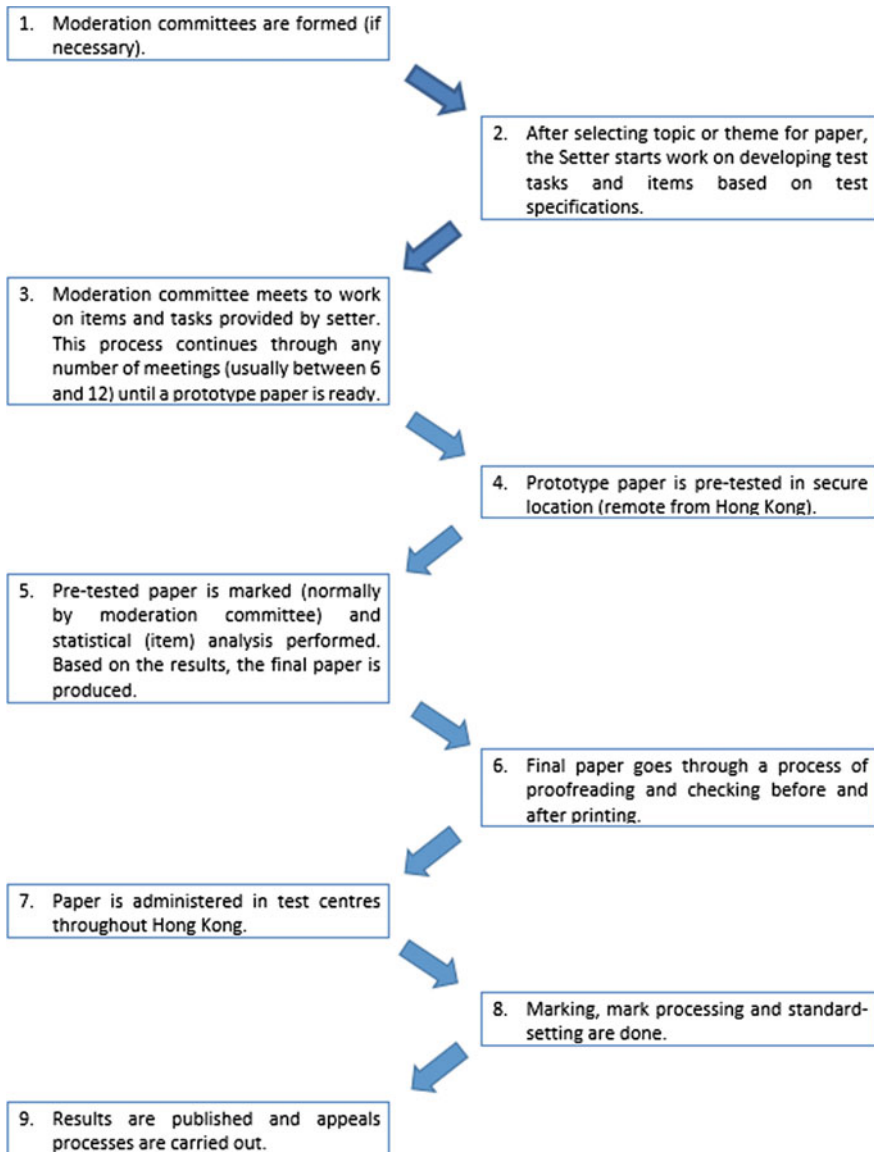 1. Moderation committees are formed (if
necessary).
2. After selecting topic or theme for paper,
the Setter starts work on developing test
tasks and items based on test
specifications.
3. Moderation committee meets to work
on items and tasks provided by setter.
This process continues through any
number of meetings (usually between 6
and 12) until a prototype paper is ready.
4. Prototype paper is pre-tested in secure
location (remote from Hong Kong).
5. Pre-tested paper is marked (normally
by moderation committee) and
statistical (item) analysis performed.
Based on the results, the final paper is
produced.
6. Final paper goes through a process of
proofreading and checking before and
after printing.
7. Paper is administered in test centres
throughout Hong Kong.
8. Marking, mark processing and standard-
setting are done.
9. Results are published and appeals
processes are carried out.